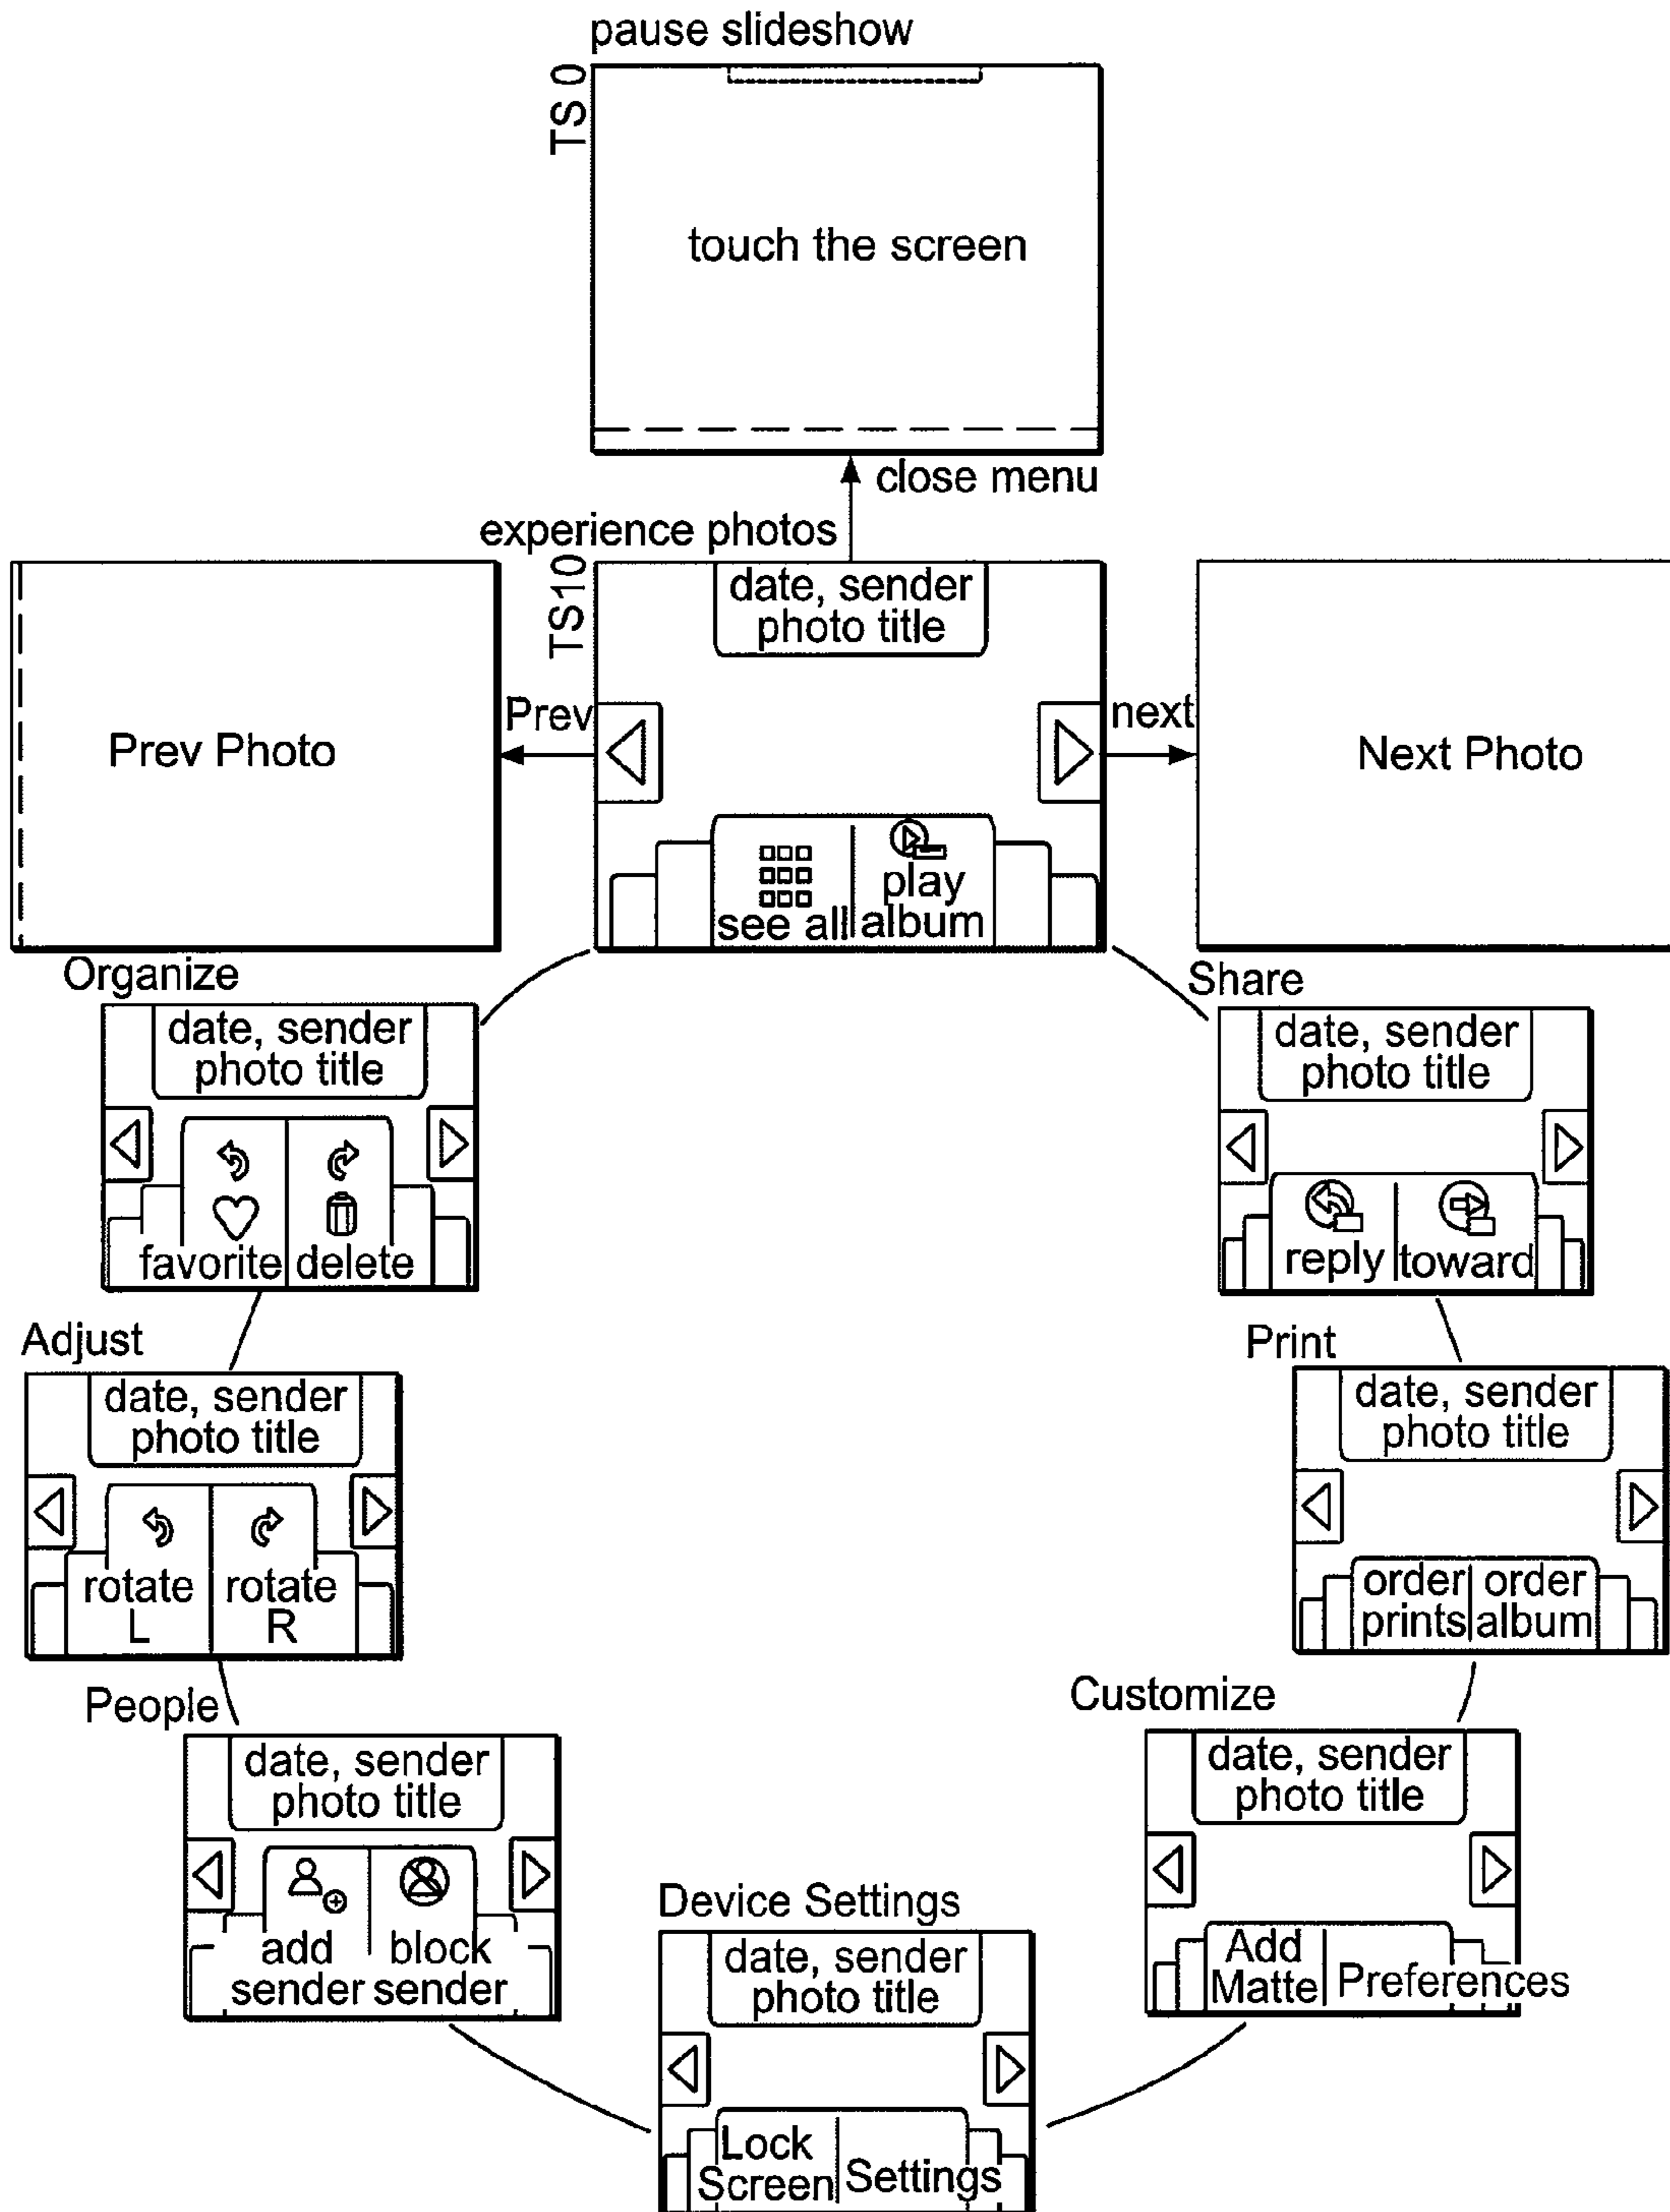 pause slideshow
TS 0
touch the screen
close menu
experience photos
TS10
date, sender
photo title
Prev
next
Prev Photo
Next Photo
see all
play
album
Organize
date, sender
photo title
favorite
delete
Share
date, sender
photo title
reply
toward
Adjust
date, sender
photo title
rotate
L
rotate
R
Print
date, sender
photo title
order
prints
order
album
People
date, sender
photo title
add
sender
block
sender
Customize
date, sender
photo title
Add
Matte
Preferences
Device Settings
date, sender
photo title
Lock
Screen
Settings